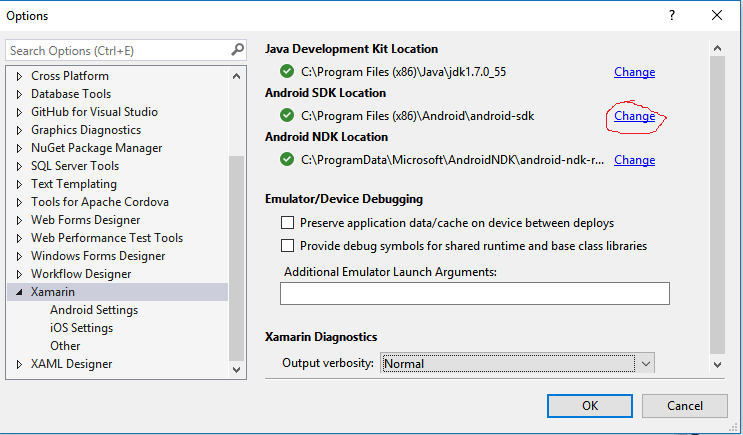 Options
Search Options (Ctrl+E)
Cross Platform
Database Tools
GitHub for Visual Studio
Graphics Diagnostics
NuGet Package Manager
SQL Server Tools
Text Templating
Tools for Apache Cordova
Web Forms Designer
Web Performance Test Tools
Windows Forms Designer
Workflow Designer
Xamarin
Android Settings
iOS Settings
Other
XAML Designer
Java Development Kit Location
C:\Program Files (x86)\Java\jdk1.7.0_55 Change
Android SDK Location
C:\Program Files (x86)\Android\android-sdk Change
Android NDK Location
C:\ProgramData\Microsoft\AndroidNDK\android-ndk-r... Change
Emulator/Device Debugging
Preserve application data/cache on device between deploys
Provide debug symbols for shared runtime and base class libraries
Additional Emulator Launch Arguments:
Xamarin Diagnostics
Output verbosity: Normal
OK Cancel